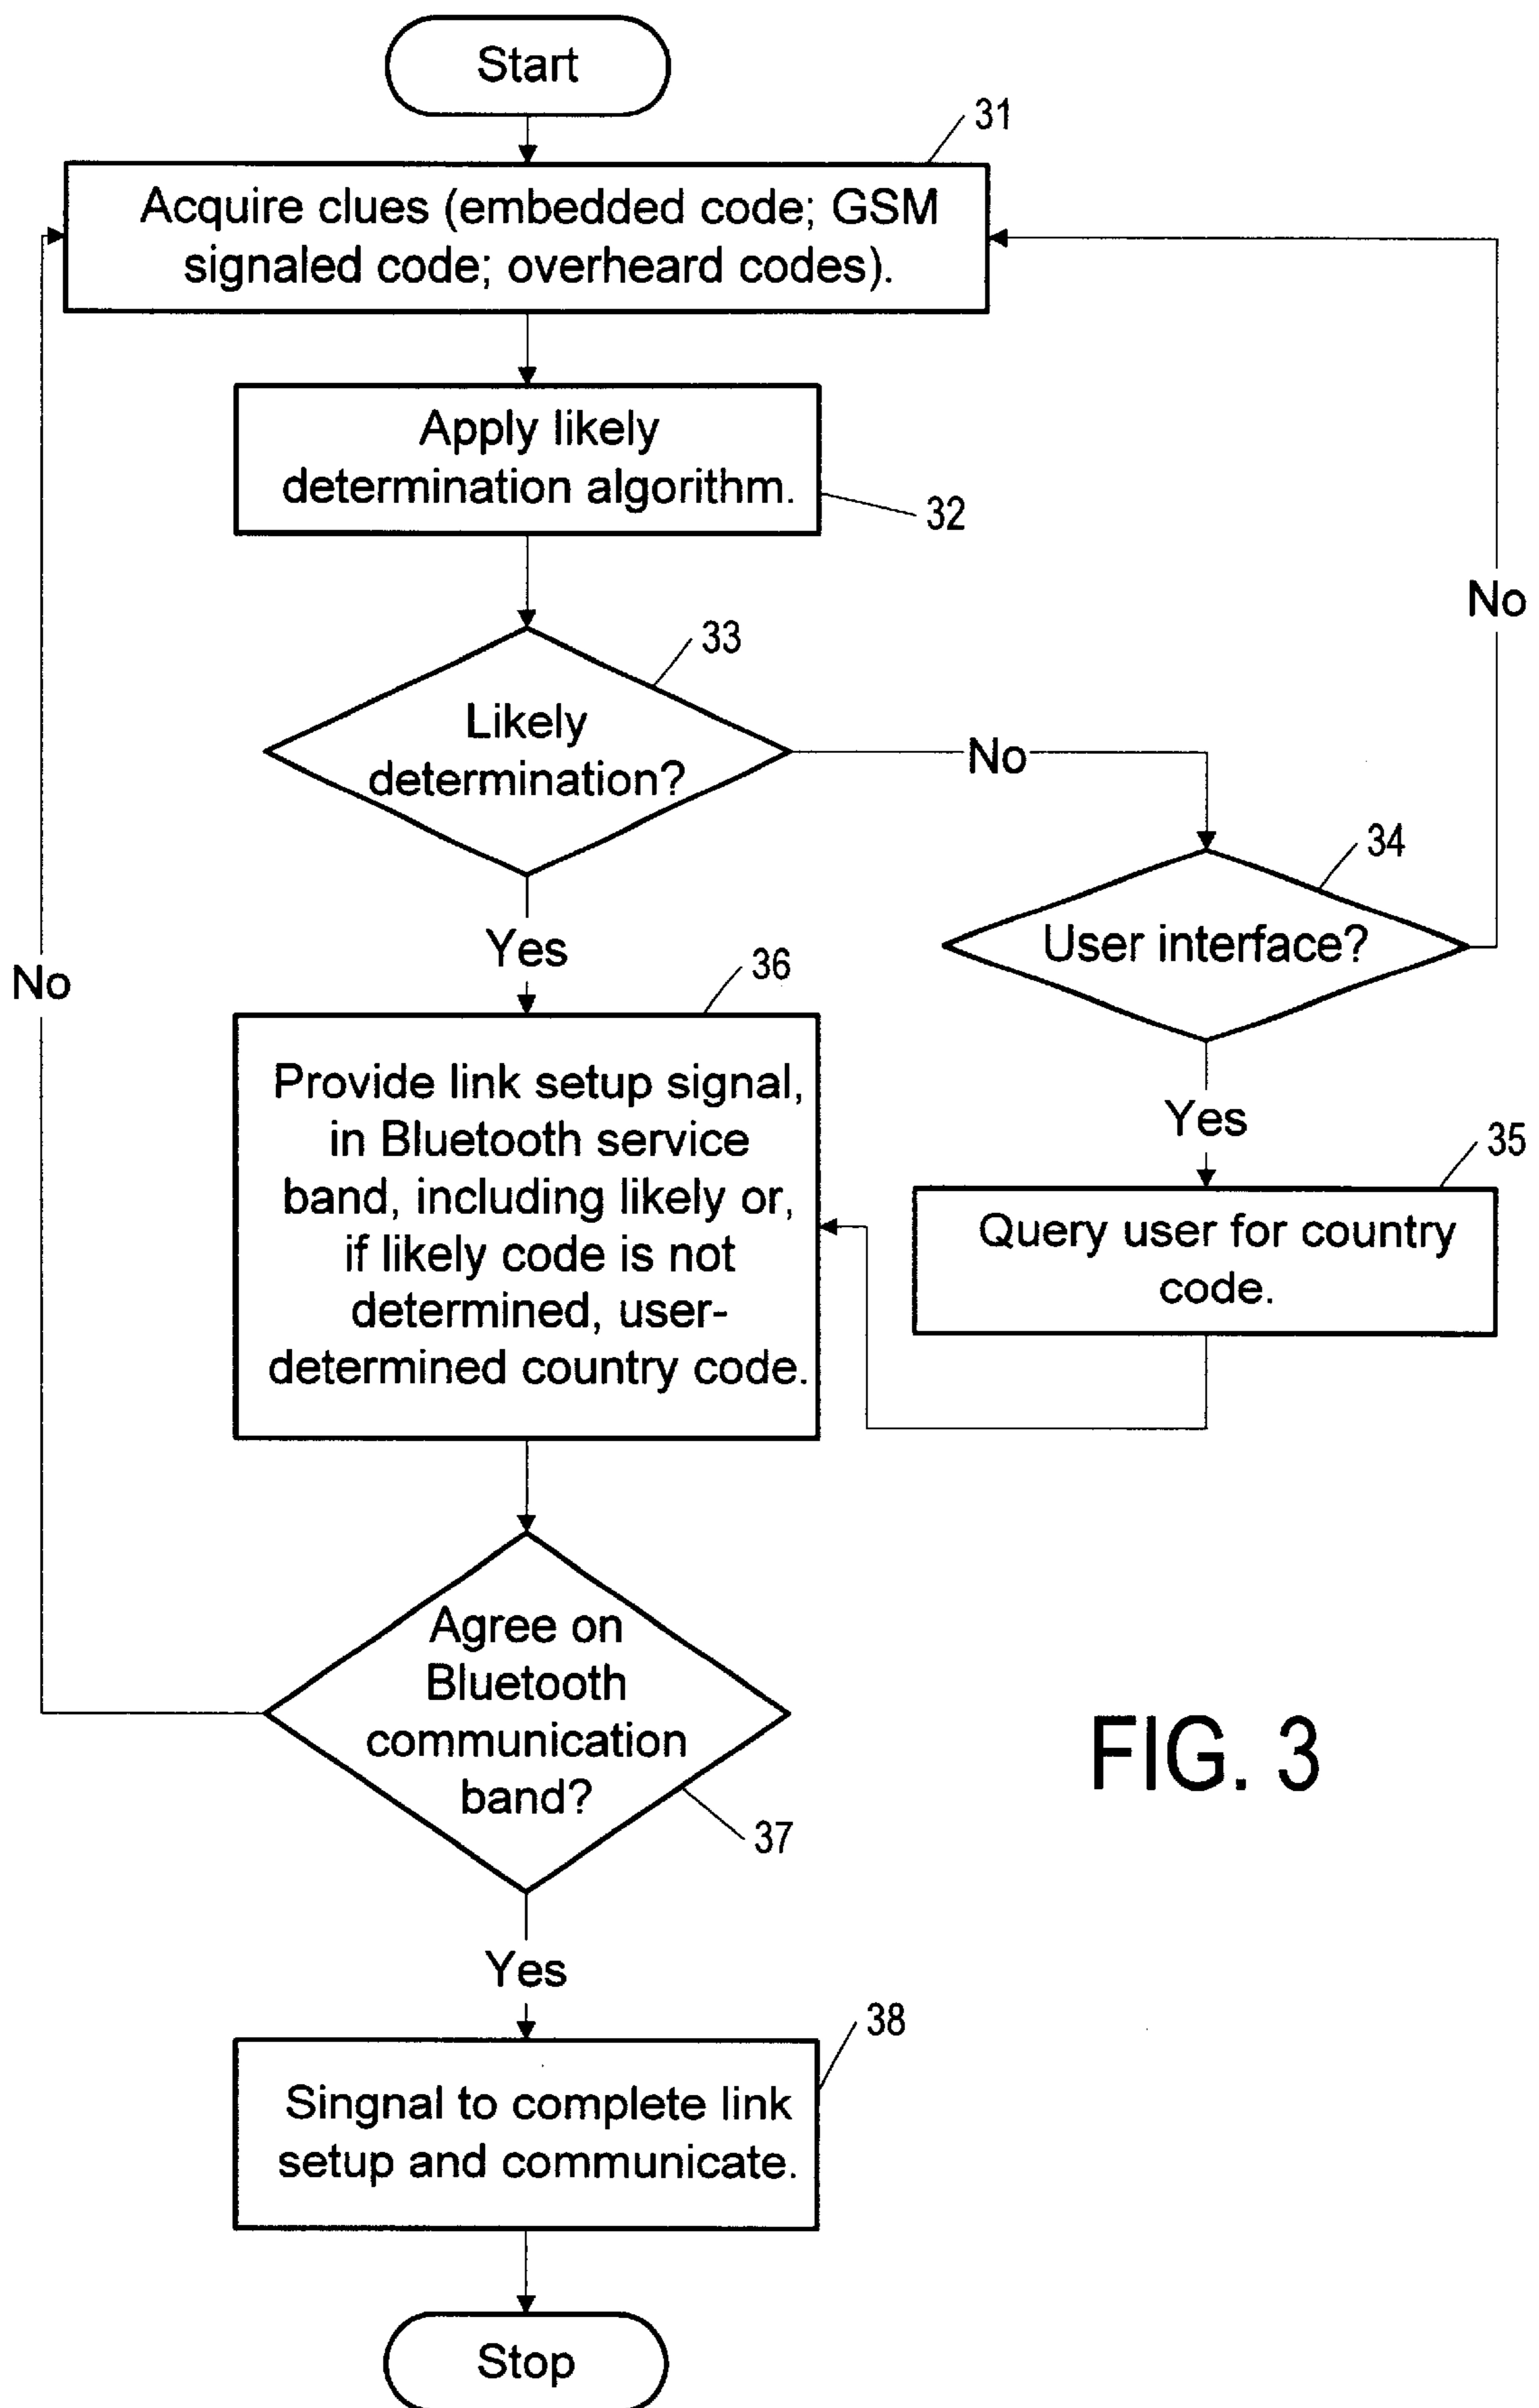 Start
31
Acquire clues (embedded code; GSM
signaled code; overheard codes).
Apply likely
determination algorithm.
32
No
33
Likely
determination?
No
34
User interface?
Yes
No
36
Yes
35
Provide link setup signal,
in Bluetooth service
band, including likely or,
if likely code is not
determined, user-
determined country code.
Query user for country
code.
Agree on
Bluetooth
communication
band?
37
FIG. 3
Yes
38
Singnal to complete link
setup and communicate.
Stop